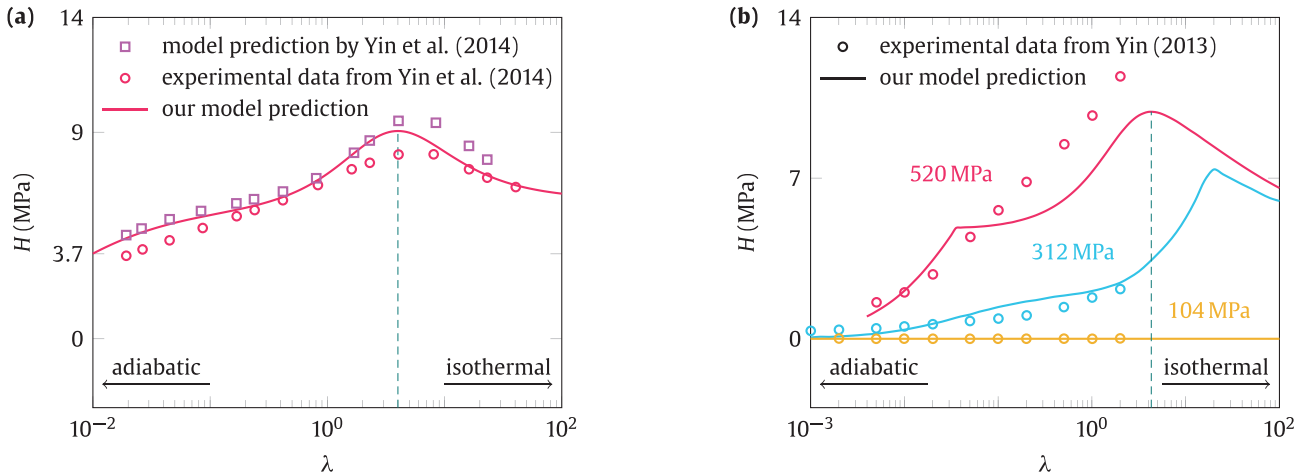 (a)
14
9
3.7
0
H (MPa)
model prediction by Yin et al. (2014)
experimental data from Yin et al. (2014)
our model prediction
adiabatic
isothermal
10−2
100
102
λ
(b)
14
7
0
H (MPa)
experimental data from Yin (2013)
our model prediction
520 MPa
312 MPa
104 MPa
adiabatic
isothermal
10−3
100
102
λ